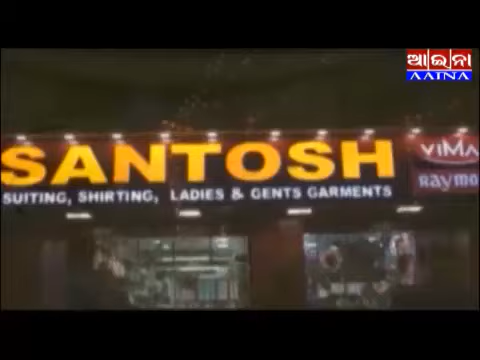 ଆଇନା
AAINA
SANTOSH
VIMA
SUITING, SHIRTING, LADIES & GENTS GARMENTS
RAYMO